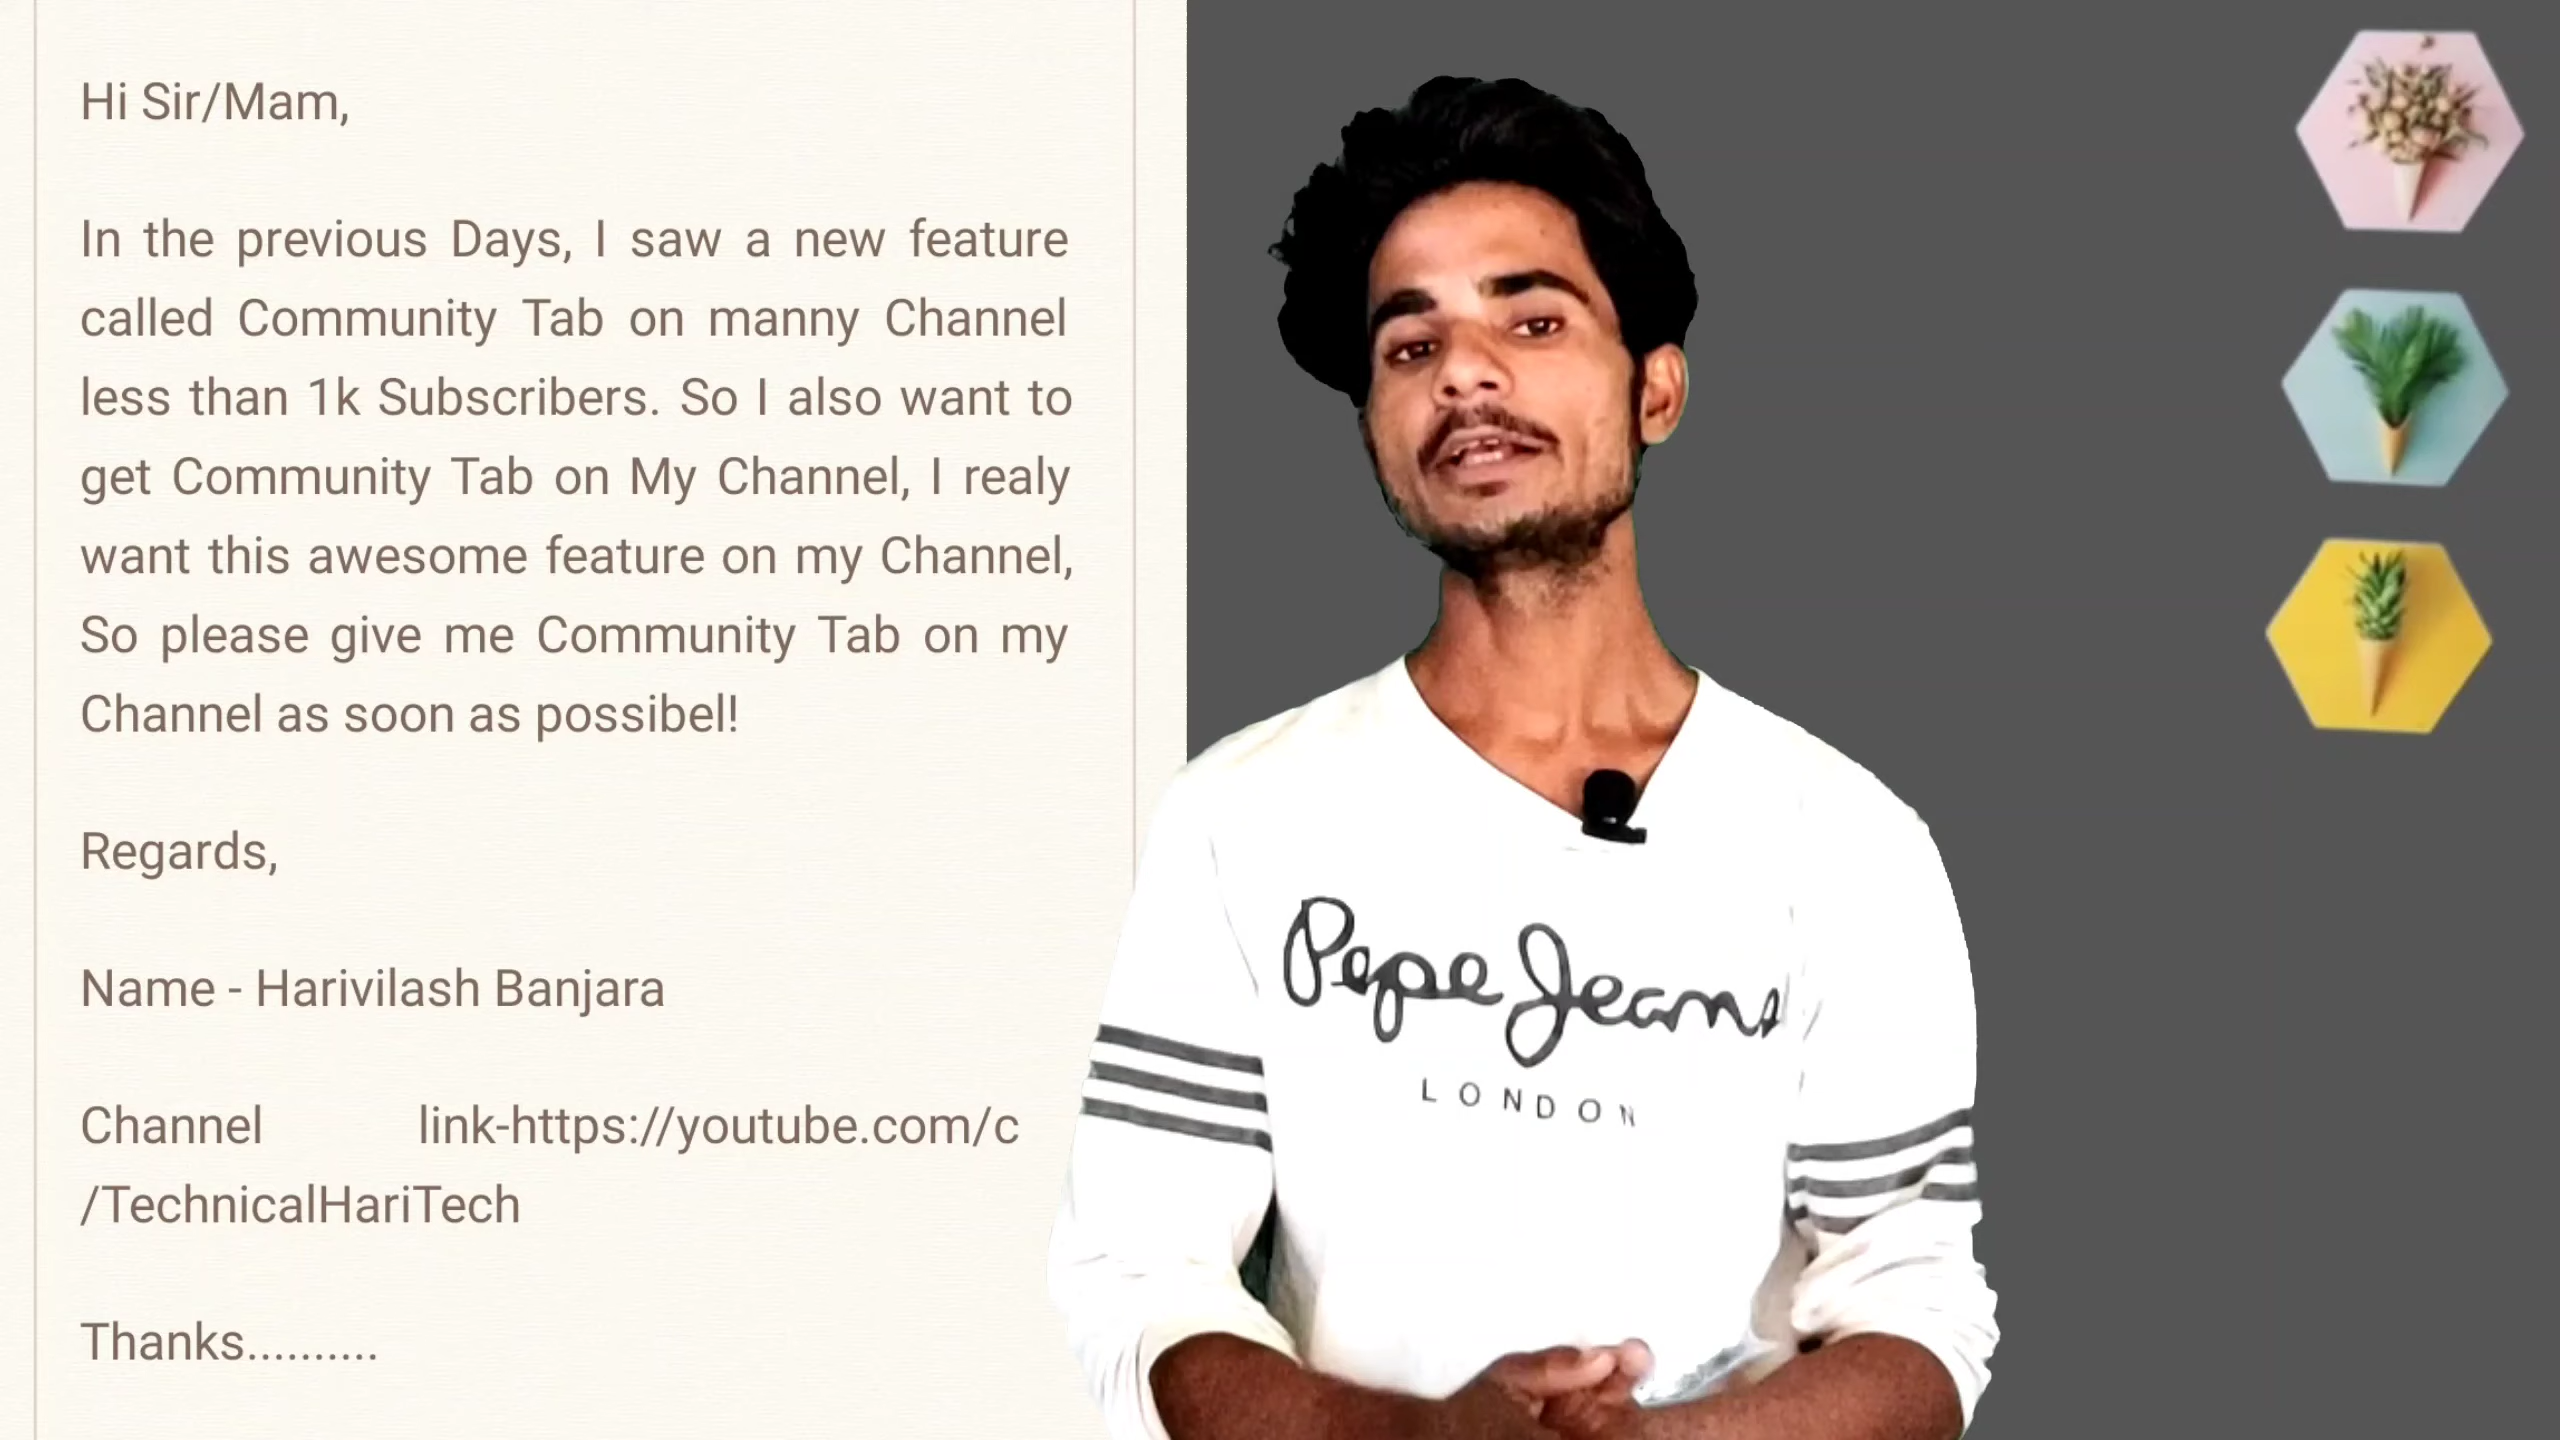 Hi Sir/Mam,
In the previous Days, I saw a new feature
called Community Tab on manny Channel
less than 1k Subscribers. So I also want to
get Community Tab on My Channel, I realy
want this awesome feature on my Channel,
So please give me Community Tab on my
Channel as soon as possibel!
Regards,
Name - Harivilash Banjara
Channel link-https://youtube.com/c
/TechnicalHariTech
Thanks..........
Pepe Jeans
LONDON